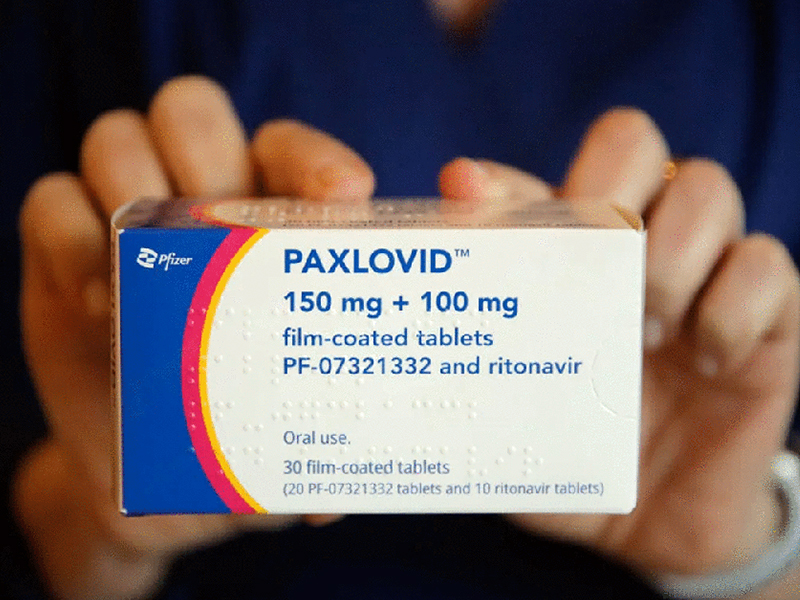 Pfizer
PAXLOVID™
150 mg + 100 mg
film-coated tablets
PF-07321332 and ritonavir
Oral use.
30 film-coated tablets
(20 PF-07321332 tablets and 10 ritonavir tablets)